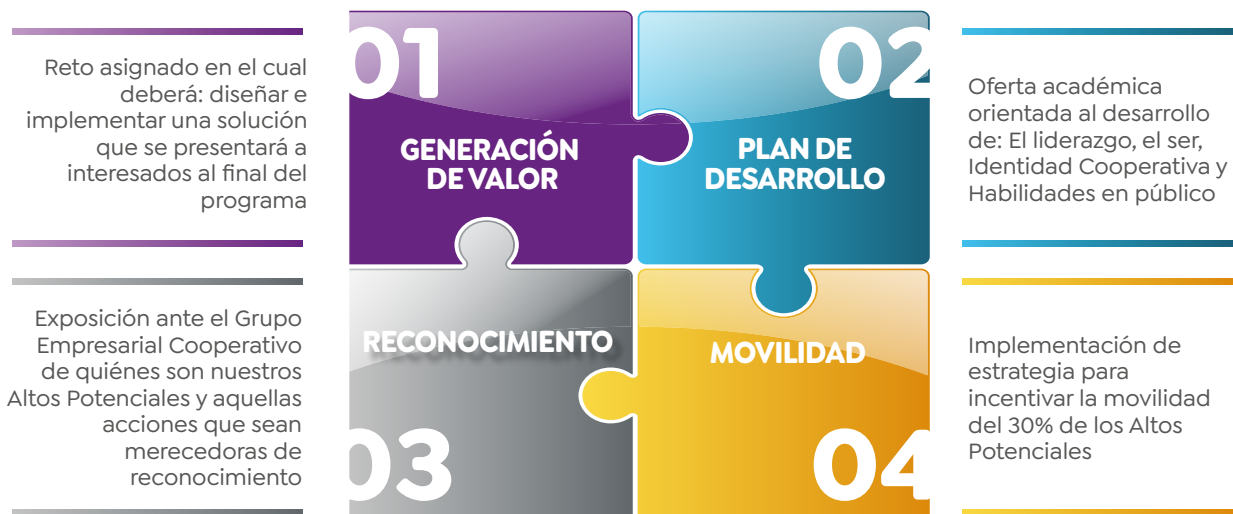 Reto asignado en el cual
deberá: diseñar e
implementar una solución
que se presentará a
interesados al final del
programa
01
GENERACIÓN
DE VALOR
02
PLAN DE
DESARROLLO
Oferta académica
orientada al desarrollo
de: El liderazgo, el ser,
Identidad Cooperativa y
Habilidades en público
Exposición ante el Grupo
Empresarial Cooperativo
de quiénes son nuestros
Altos Potenciales y aquellas
acciones que sean
merecedoras de
reconocimiento
RECONOCIMIENTO
03
MOVILIDAD
04
Implementación de
estrategia para
incentivar la movilidad
del 30% de los Altos
Potenciales